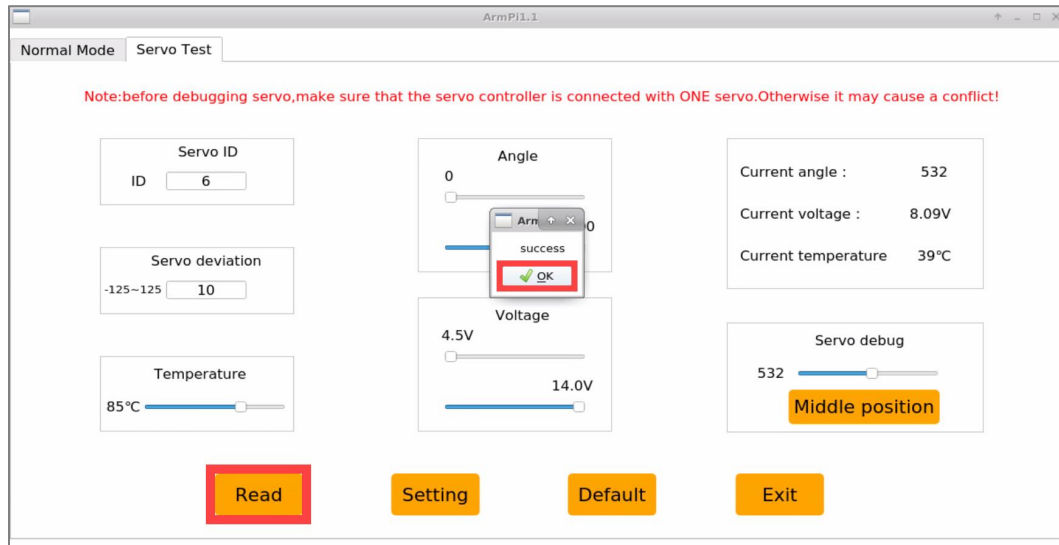 ArmPi1.1
Normal Mode
Servo Test
Note:before debugging servo,make sure that the servo controller is connected with ONE servo.Otherwise it may cause a conflict!
Servo ID
ID 6
Servo deviation
-125~125 10
Temperature
85℃
Angle
0
Arm
success
OK
Voltage
4.5V
14.0V
Current angle : 532
Current voltage : 8.09V
Current temperature 39℃
Servo debug
532
Middle position
Read
Setting
Default
Exit